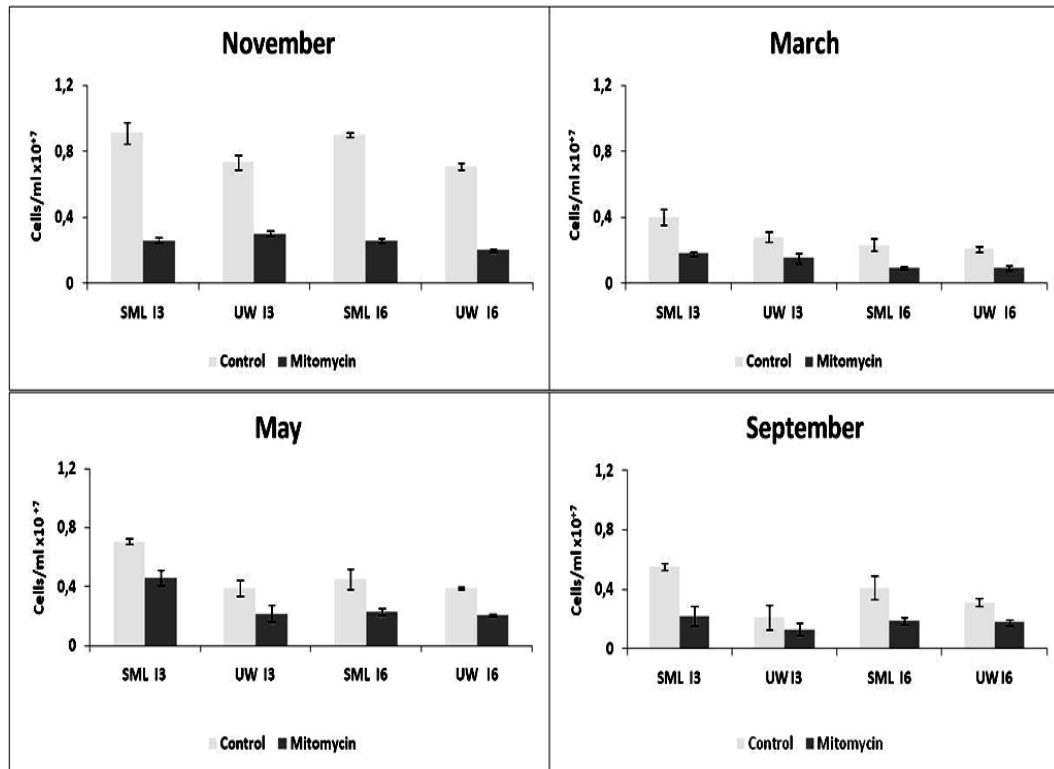 November
1,2
0,8
0,4
0
Cells/ml x10⁺⁷
SML I3 UW I3 SML I6 UW I6
Control Mitomycin
March
1,2
0,8
0,4
0
Cells/ml x10⁺⁷
SML I3 UW I3 SML I6 UW I6
Control Mitomycin
May
1,2
0,8
0,4
0
Cells/ml x10⁺⁷
SML I3 UW I3 SML I6 UW I6
Control Mitomycin
September
1,2
0,8
0,4
0
Cells/ml x10⁺⁷
SML I3 UW I3 SML I6 UW I6
Control Mitomycin